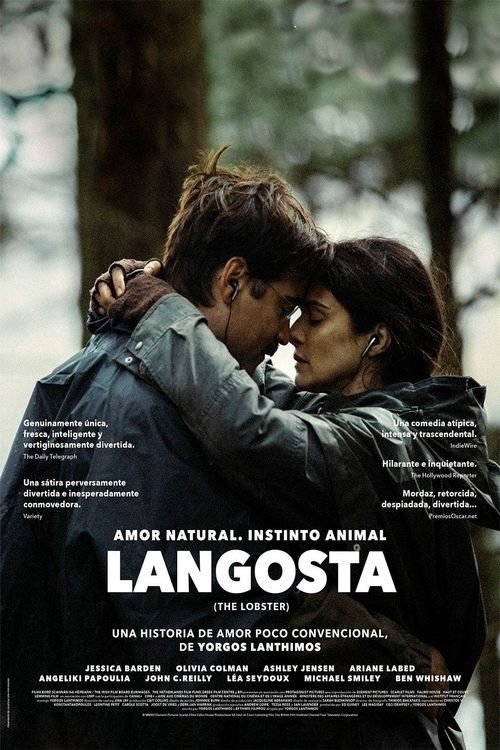 Genuinamente única,
fresca, inteligente y
vertiginosamente divertida.
The Daily Telegraph
Una sátira perversamente
divertida e inesperadamente
conmovedora.
Variety
Una comedia atípica,
intensa y trascendental.
IndieWire
Hilarante e inquietante.
The Hollywood Reporter
Mordaz, retorcida,
despiadada, divertida...
PremiosOscar.net
AMOR NATURAL. INSTINTO ANIMAL
LANGOSTA
(THE LOBSTER)
UNA HISTORIA DE AMOR POCO CONVENCIONAL,
DE YORGOS LANTHIMOS
JESSICA BARDEN OLIVIA COLMAN ASHLEY JENSEN ARIANE LABED
ANGELIKI PAPOULIA JOHN C.REILLY LÉA SEYDOUX MICHAEL SMILEY BEN WHISHAW